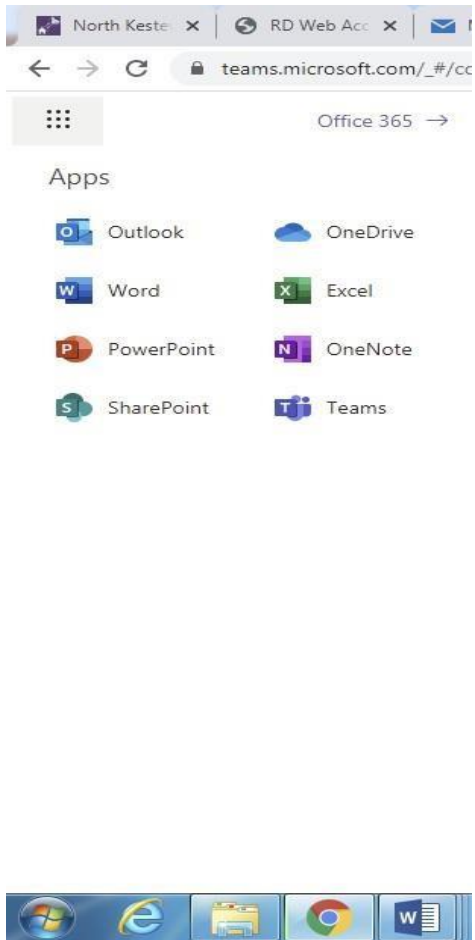 North Keste
RD Web Acc
teams.microsoft.com/_#/co
Office 365 →
Apps
Outlook OneDrive
Word Excel
PowerPoint OneNote
SharePoint Teams